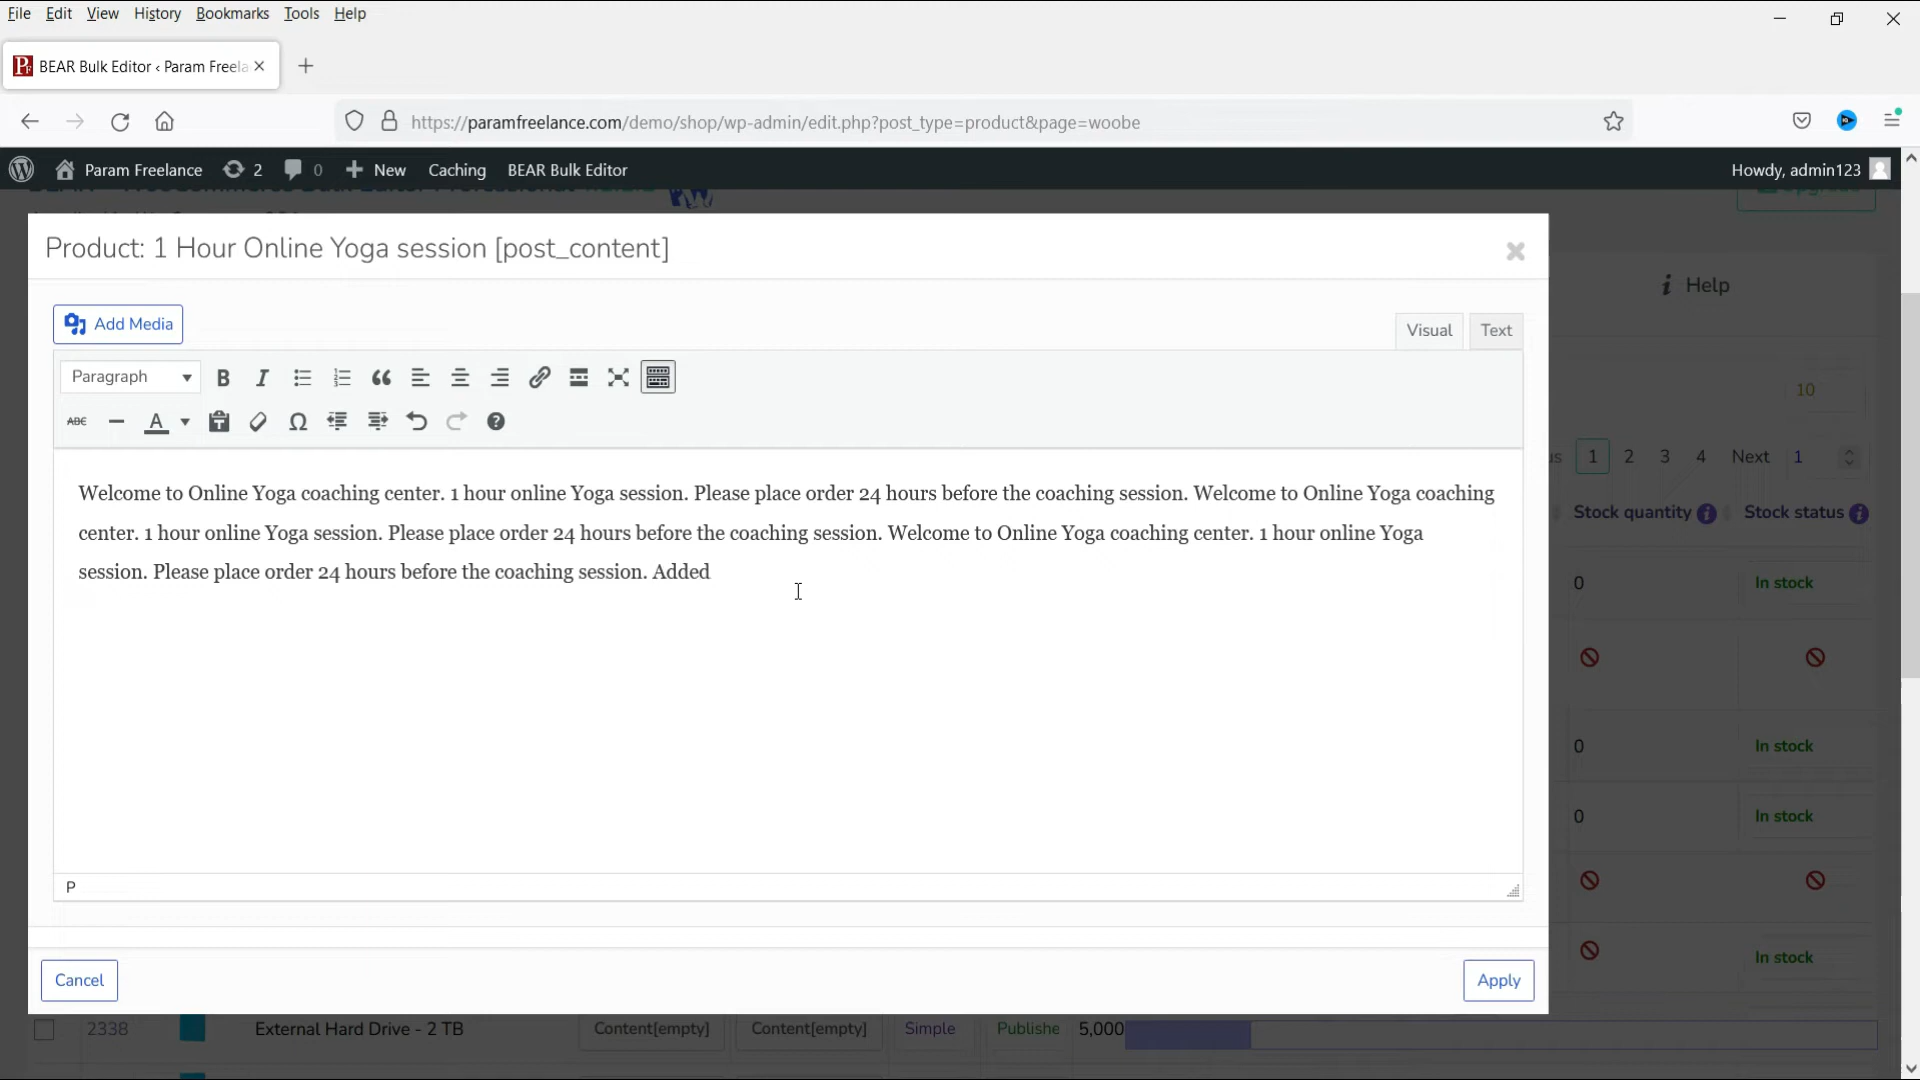 File Edit View History Bookmarks Tools Help
BEAR Bulk Editor ‹ Param Freela
https://paramfreelance.com/demo/shop/wp-admin/edit.php?post_type=product&page=woobe
Param Freelance 2 0 New Caching BEAR Bulk Editor Howdy, admin123
Product: 1 Hour Online Yoga session [post_content]
Help
Add Media
Visual Text
Paragraph
ABC A
10
1 2 3 4 Next 1
Stock quantity Stock status
Welcome to Online Yoga coaching center. 1 hour online Yoga session. Please place order 24 hours before the coaching session. Welcome to Online Yoga coaching
center. 1 hour online Yoga session. Please place order 24 hours before the coaching session. Welcome to Online Yoga coaching center. 1 hour online Yoga
session. Please place order 24 hours before the coaching session. Added
0 In stock
0 In stock
0 In stock
P
In stock
Cancel Apply
2338 External Hard Drive - 2 TB Content[empty] Content[empty] Simple Publishe 5,000